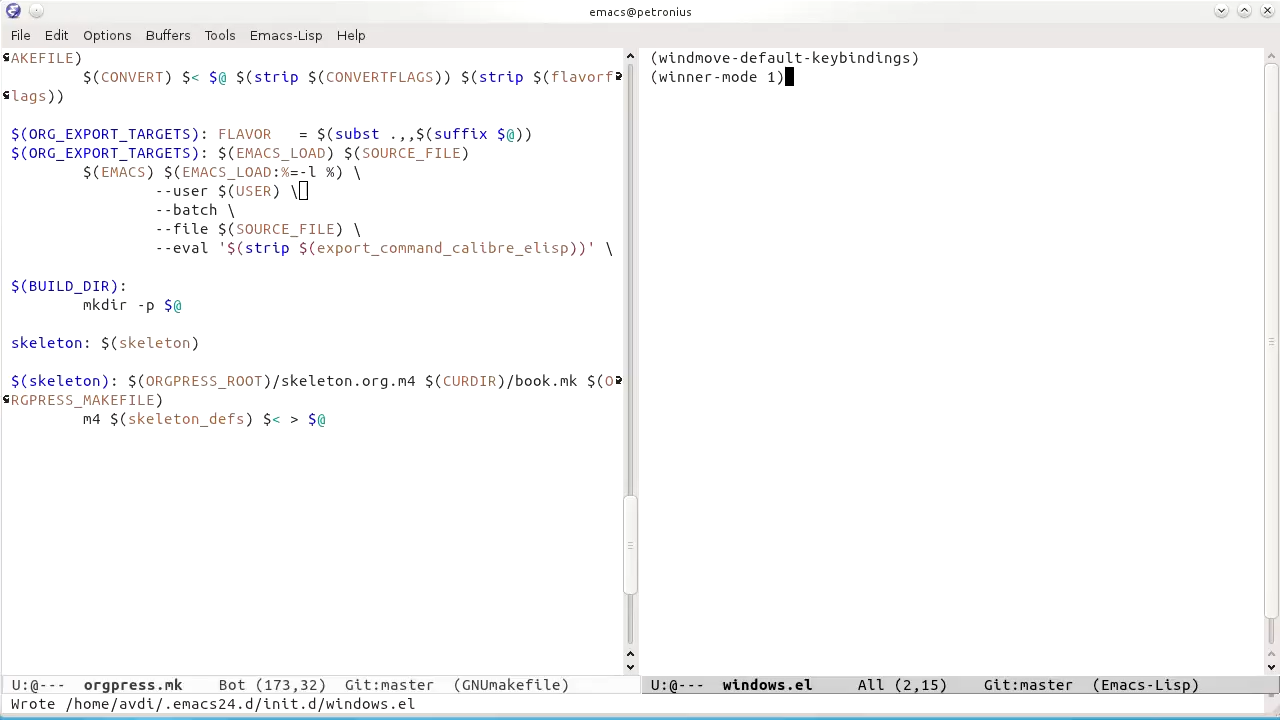 emacs@petronius
File Edit Options Buffers Tools Emacs-Lisp Help
AKEFILE)
$(CONVERT) $< $@ $(strip $(CONVERTFLAGS)) $(strip $(flavorf
lags))
$(ORG_EXPORT_TARGETS): FLAVOR = $(subst .,,$(suffix $@))
$(ORG_EXPORT_TARGETS): $(EMACS_LOAD) $(SOURCE_FILE)
$(EMACS) $(EMACS_LOAD:%=-l %) \
--user $(USER) \
--batch \
--file $(SOURCE_FILE) \
--eval '$(strip $(export_command_calibre_elisp))' \
$(BUILD_DIR):
mkdir -p $@
skeleton: $(skeleton)
$(skeleton): $(ORGPRESS_ROOT)/skeleton.org.m4 $(CURDIR)/book.mk $(O
RGPRESS_MAKEFILE)
m4 $(skeleton_defs) $< > $@
U:@--- orgpress.mk Bot (173,32) Git:master (GNUmakefile)
(windmove-default-keybindings)
(winner-mode 1)
U:@--- windows.el All (2,15) Git:master (Emacs-Lisp)
Wrote /home/avdi/.emacs24.d/init.d/windows.el